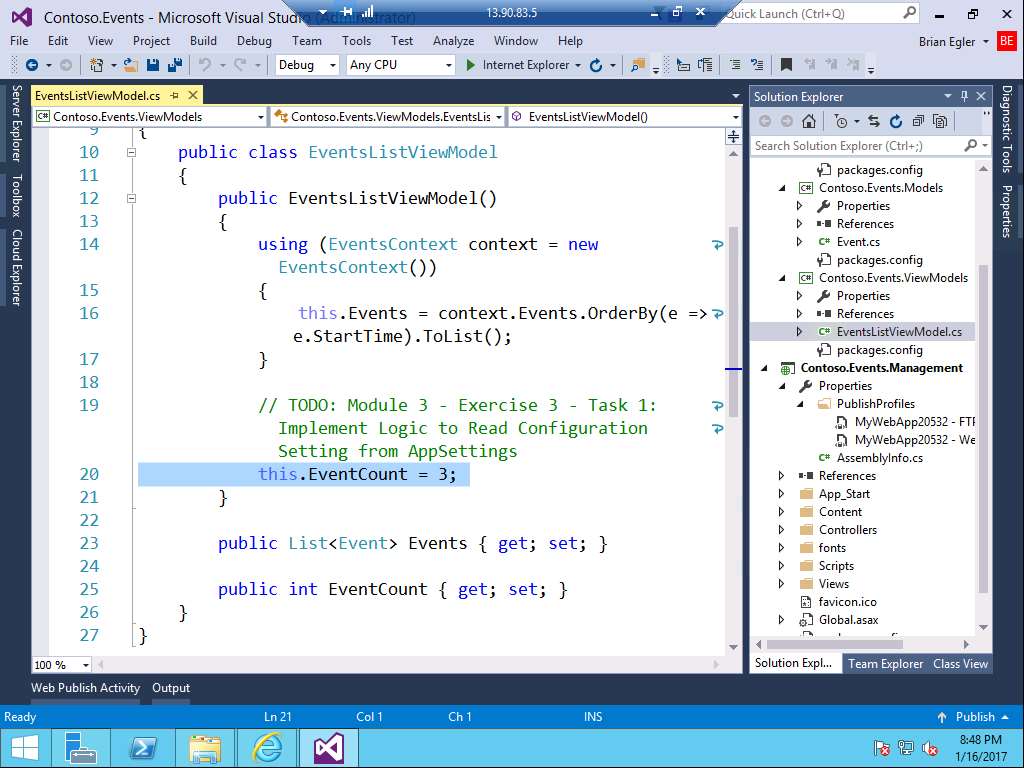 Contoso.Events - Microsoft Visual Studio (Administrator)
13.90.83.5
Quick Launch (Ctrl+Q)
File Edit View Project Build Debug Team Tools Test Analyze Window Help
Brian Egler BE
Debug Any CPU Internet Explorer
Server Explorer
Toolbox
Cloud Explorer
EventsListViewModel.cs
Contoso.Events.ViewModels Contoso.Events.ViewModels.EventsLis EventsListViewModel()
9 {
10 public class EventsListViewModel
11 {
12 public EventsListViewModel()
13 {
14 using (EventsContext context = new
EventsContext())
15 {
16 this.Events = context.Events.OrderBy(e =>
e.StartTime).ToList();
17 }
18
19 // TODO: Module 3 - Exercise 3 - Task 1:
Implement Logic to Read Configuration
Setting from AppSettings
20 this.EventCount = 3;
21 }
22
23 public List<Event> Events { get; set; }
24
25 public int EventCount { get; set; }
26 }
27 }
100 %
Solution Explorer
Search Solution Explorer (Ctrl+;)
packages.config
C# Contoso.Events.Models
Properties
References
C# Event.cs
packages.config
C# Contoso.Events.ViewModels
Properties
References
C# EventsListViewModel.cs
packages.config
Contoso.Events.Management
Properties
PublishProfiles
MyWebApp20532 - FTP
MyWebApp20532 - We
C# AssemblyInfo.cs
References
App_Start
Content
Controllers
fonts
Scripts
Views
favicon.ico
Global.asax
Solution Expl... Team Explorer Class View
Diagnostic Tools
Properties
Web Publish Activity Output
Ready Ln 21 Col 1 Ch 1 INS Publish
8:48 PM
1/16/2017